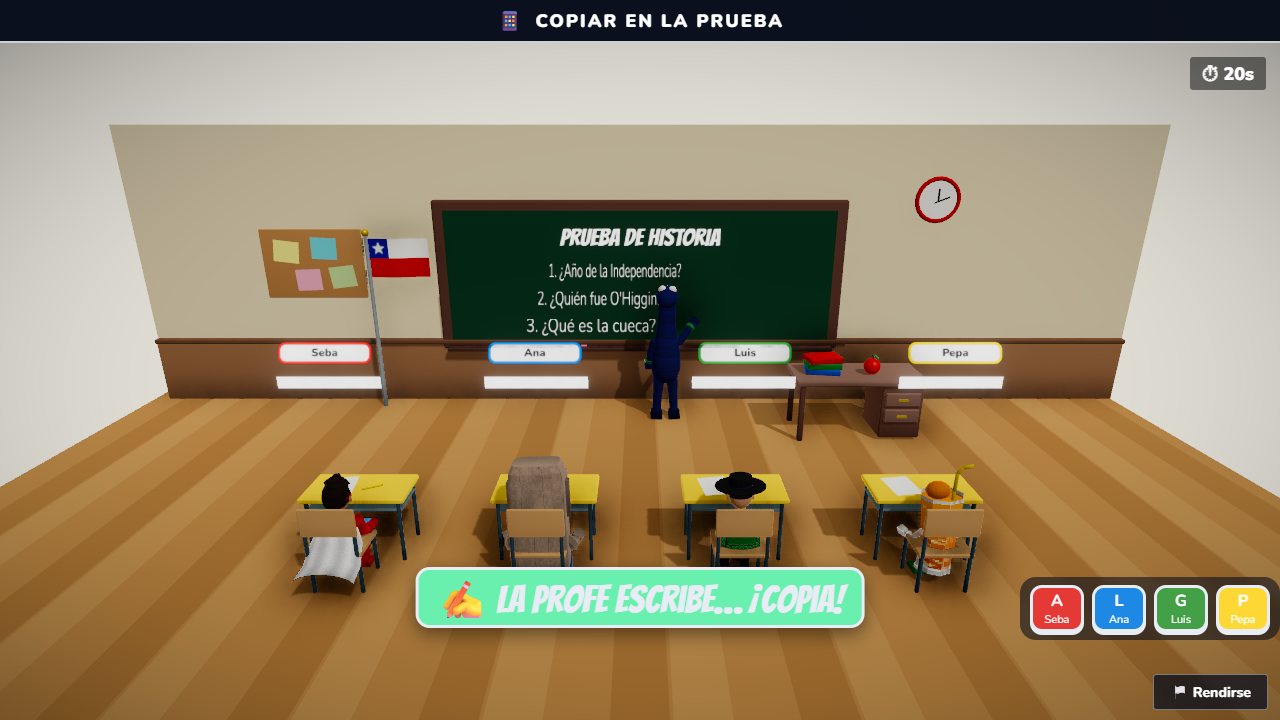 COPIAR EN LA PRUEBA
20s
PRUEBA DE HISTORIA
1. ¿Año de la Independencia?
2. ¿Quién fue O'Higgin
3. ¿Qué es la cueca?
Seba
Ana
Luis
Pepa
LA PROFE ESCRIBE... ¡COPIA!
A
Seba
L
Ana
G
Luis
P
Pepa
Rendirse